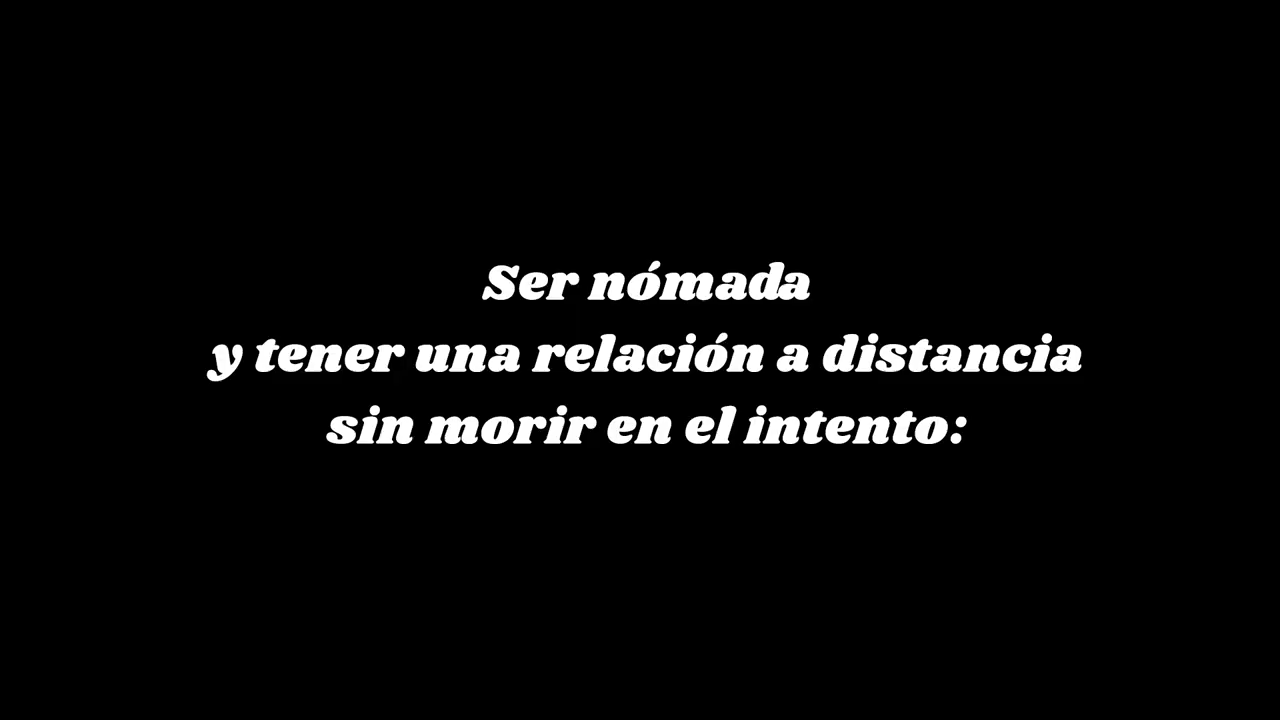 Ser nómada
y tener una relación a distancia
sin morir en el intento: